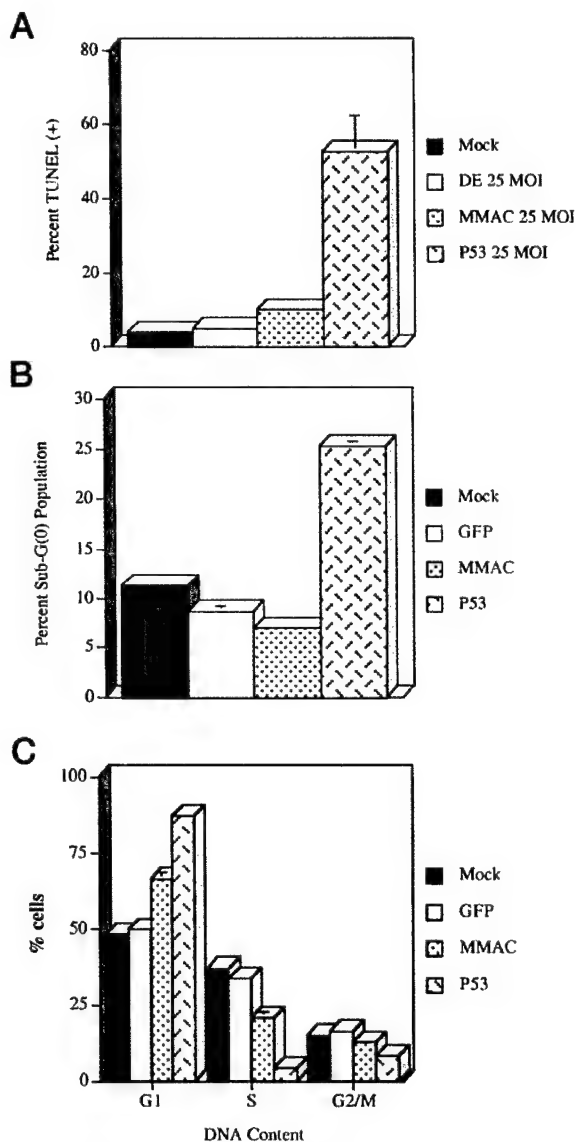 A
80
60
40
20
0
Percent TUNEL (+)
Mock
DE 25 MOI
MMAC 25 MOI
P53 25 MOI
B
30
25
20
15
10
5
0
Percent Sub-G(0) Population
Mock
GFP
MMAC
P53
C
100
75
50
25
0
% cells
G1 S G2/M
DNA Content
Mock
GFP
MMAC
P53